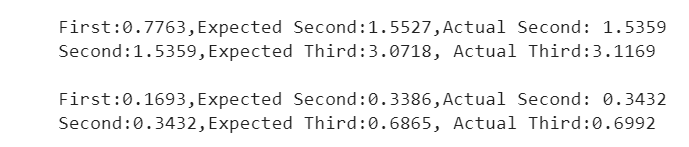 First:0.7763,Expected Second:1.5527,Actual Second: 1.5359
Second:1.5359,Expected Third:3.0718, Actual Third:3.1169
First:0.1693,Expected Second:0.3386,Actual Second: 0.3432
Second:0.3432,Expected Third:0.6865, Actual Third:0.6992